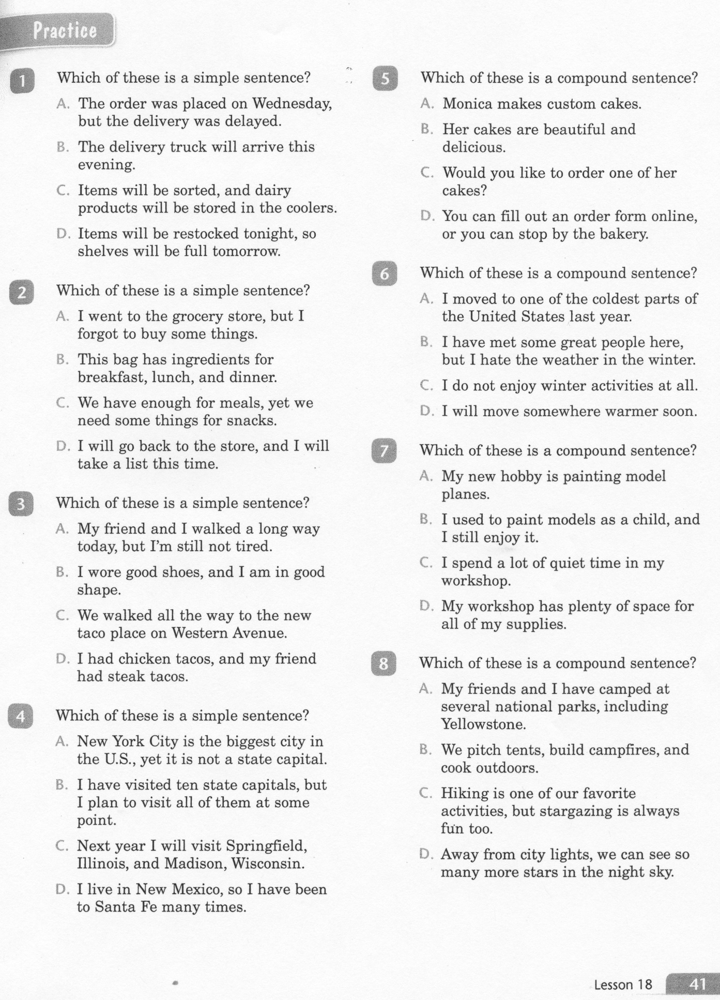 Practice
1
Which of these is a simple sentence?
A. The order was placed on Wednesday,
but the delivery was delayed.
B. The delivery truck will arrive this
evening.
C. Items will be sorted, and dairy
products will be stored in the coolers.
D. Items will be restocked tonight, so
shelves will be full tomorrow.
2
Which of these is a simple sentence?
A. I went to the grocery store, but I
forgot to buy some things.
B. This bag has ingredients for
breakfast, lunch, and dinner.
C. We have enough for meals, yet we
need some things for snacks.
D. I will go back to the store, and I will
take a list this time.
3
Which of these is a simple sentence?
A. My friend and I walked a long way
today, but I'm still not tired.
B. I wore good shoes, and I am in good
shape.
C. We walked all the way to the new
taco place on Western Avenue.
D. I had chicken tacos, and my friend
had steak tacos.
4
Which of these is a simple sentence?
A. New York City is the biggest city in
the U.S., yet it is not a state capital.
B. I have visited ten state capitals, but
I plan to visit all of them at some
point.
C. Next year I will visit Springfield,
Illinois, and Madison, Wisconsin.
D. I live in New Mexico, so I have been
to Santa Fe many times.
5
Which of these is a compound sentence?
A. Monica makes custom cakes.
B. Her cakes are beautiful and
delicious.
C. Would you like to order one of her
cakes?
D. You can fill out an order form online,
or you can stop by the bakery.
6
Which of these is a compound sentence?
A. I moved to one of the coldest parts of
the United States last year.
B. I have met some great people here,
but I hate the weather in the winter.
C. I do not enjoy winter activities at all.
D. I will move somewhere warmer soon.
7
Which of these is a compound sentence?
A. My new hobby is painting model
planes.
B. I used to paint models as a child, and
I still enjoy it.
C. I spend a lot of quiet time in my
workshop.
D. My workshop has plenty of space for
all of my supplies.
8
Which of these is a compound sentence?
A. My friends and I have camped at
several national parks, including
Yellowstone.
B. We pitch tents, build campfires, and
cook outdoors.
C. Hiking is one of our favorite
activities, but stargazing is always
fun too.
D. Away from city lights, we can see so
many more stars in the night sky.
Lesson 18 41